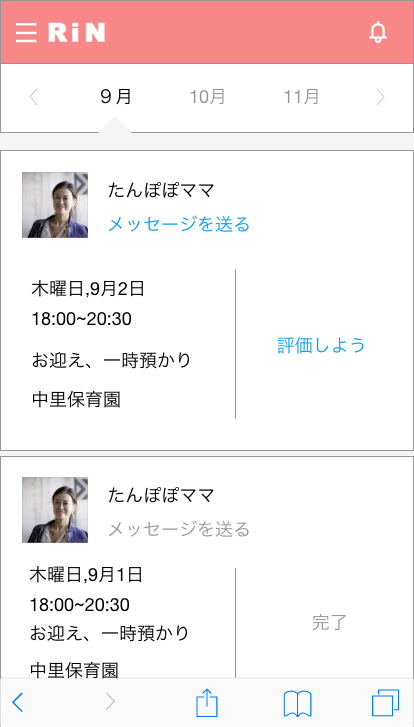 RiN
9月
10月
11月
たんぽぽママ
メッセージを送る
木曜日,9月2日
18:00~20:30
お迎え、一時預かり
中里保育園
評価しよう
たんぽぽママ
メッセージを送る
木曜日,9月1日
18:00~20:30
お迎え、一時預かり
中里保育園
完了